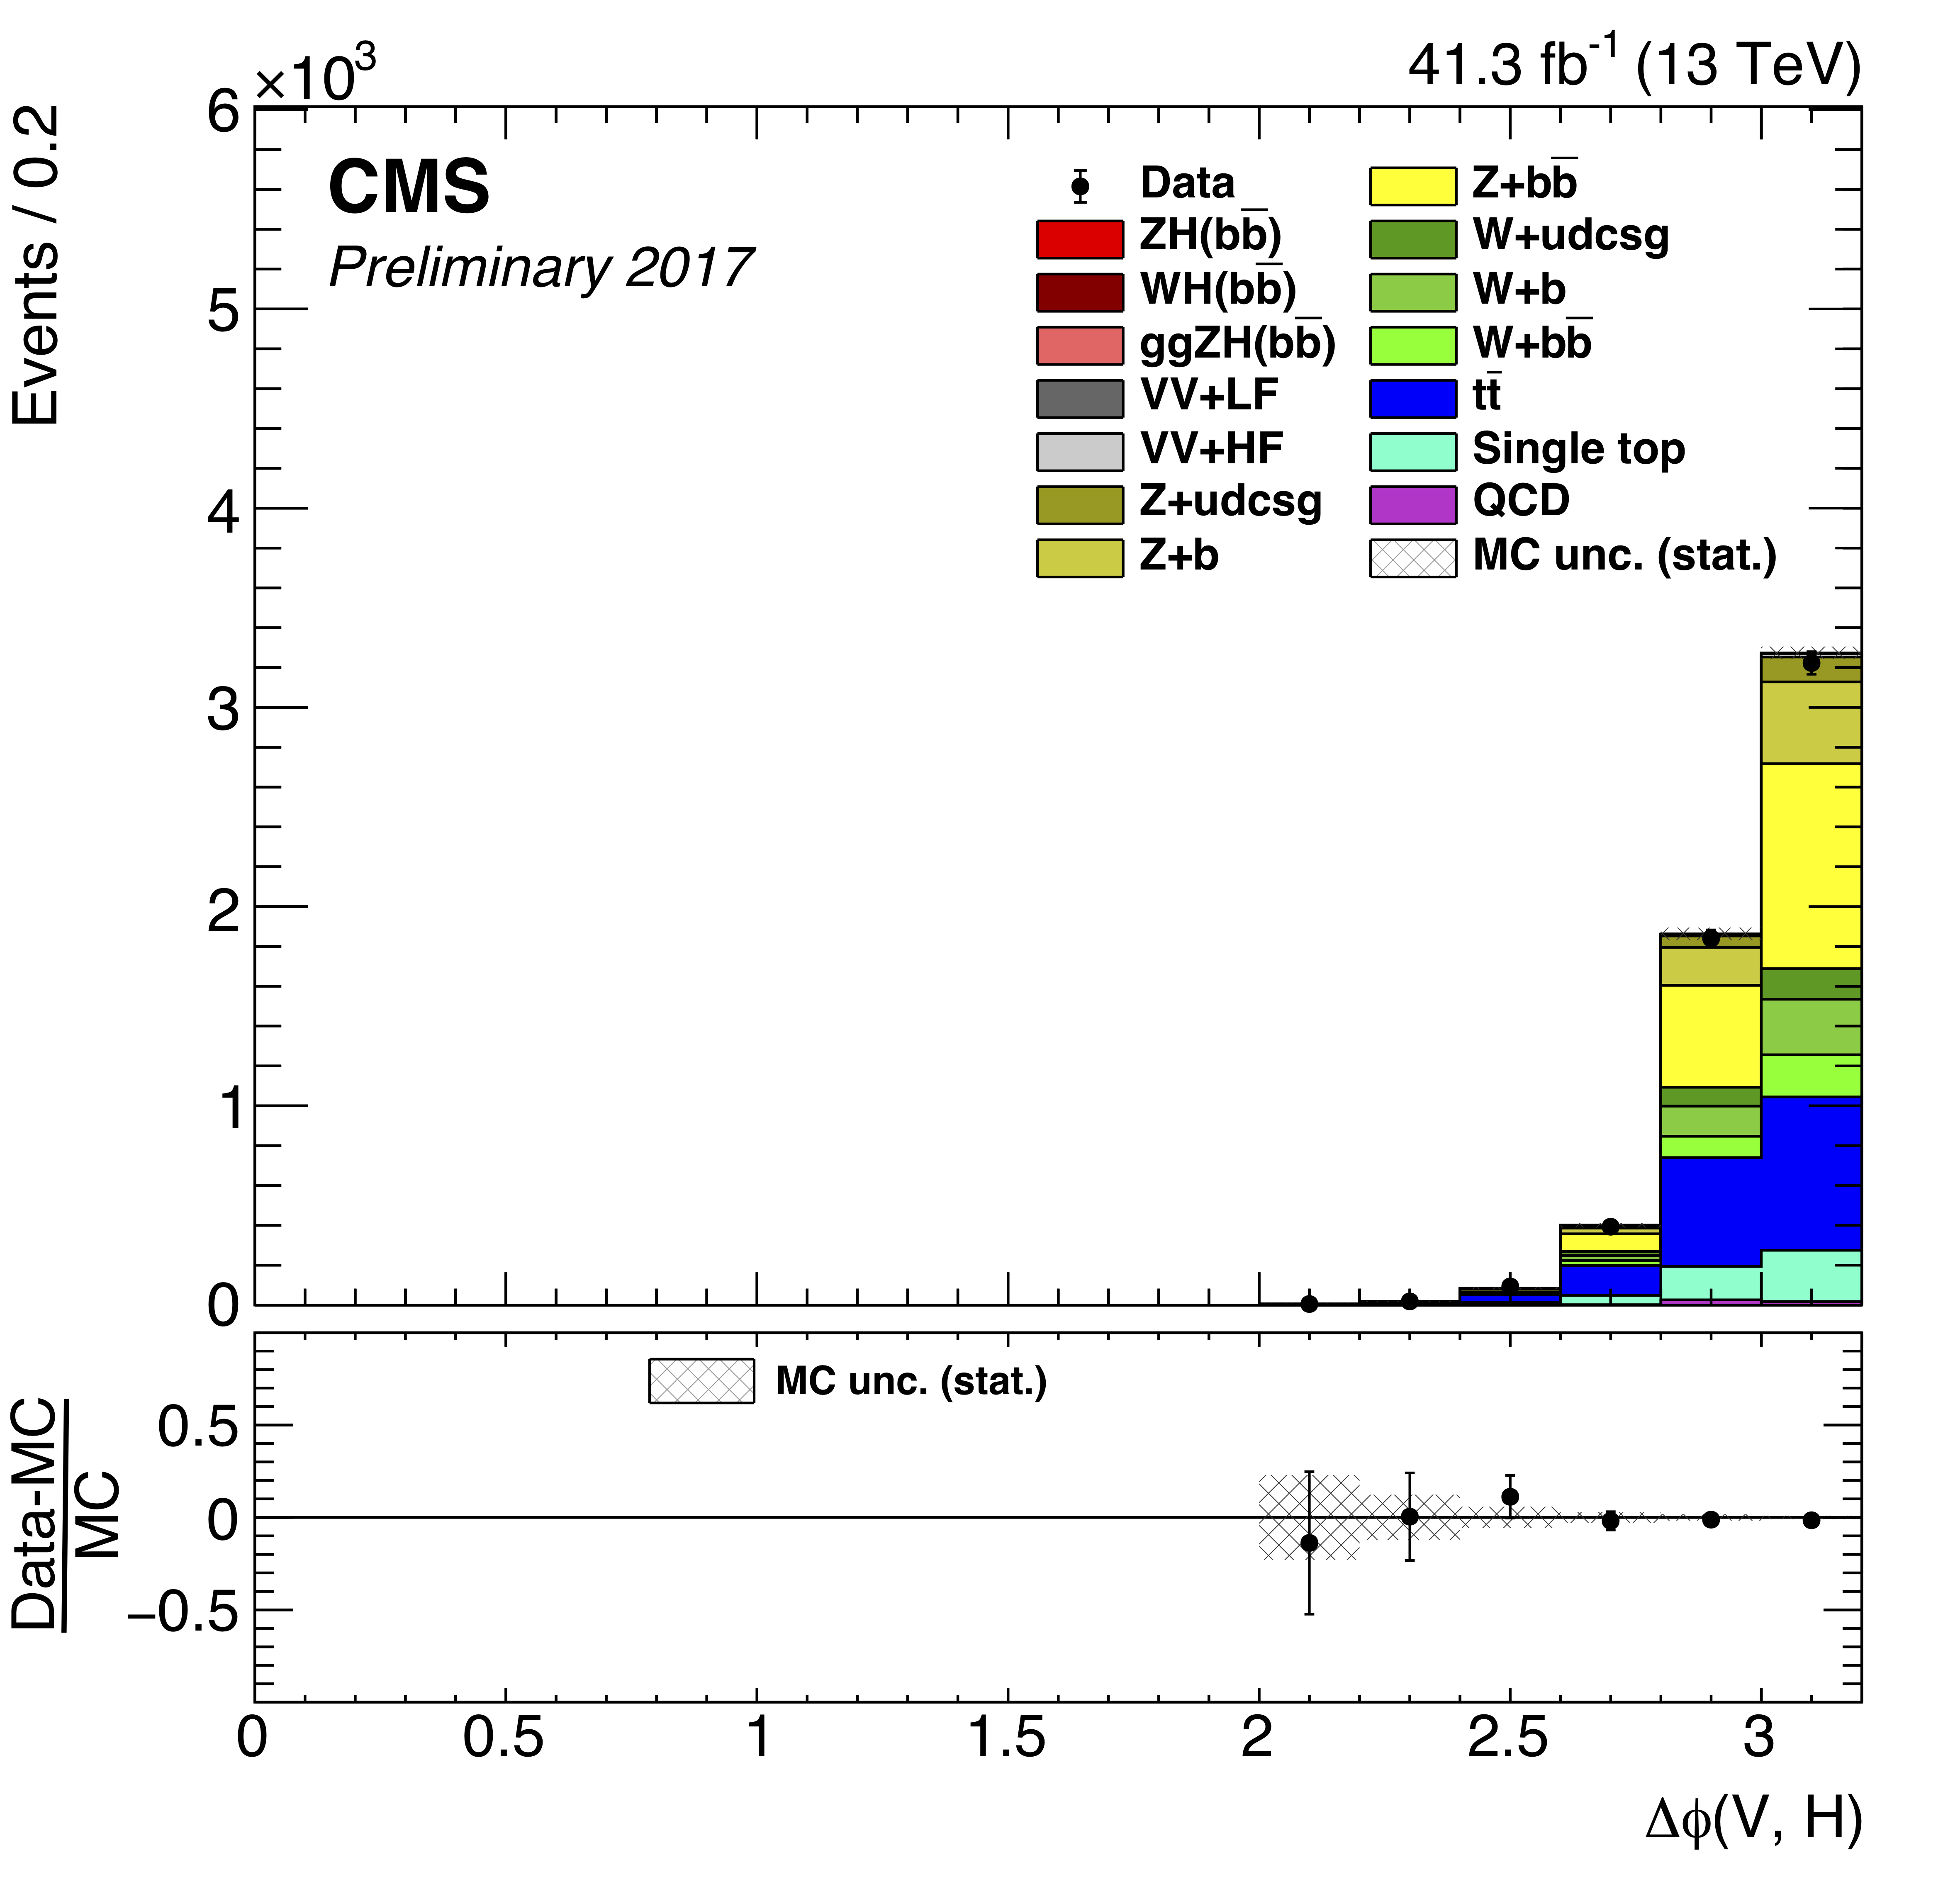 ×10³
41.3 fb⁻¹ (13 TeV)
Events / 0.2
CMS
Preliminary 2017
Data
ZH(bb̅)
WH(bb̅)
ggZH(bb̅)
VV+LF
VV+HF
Z+udcsg
Z+b
Z+bb̅
W+udcsg
W+b
W+bb̅
tt̅
Single top
QCD
MC unc. (stat.)
6
5
4
3
2
1
0
MC unc. (stat.)
Data-MC
MC
0.5
0
−0.5
0 0.5 1 1.5 2 2.5 3
Δϕ(V, H)